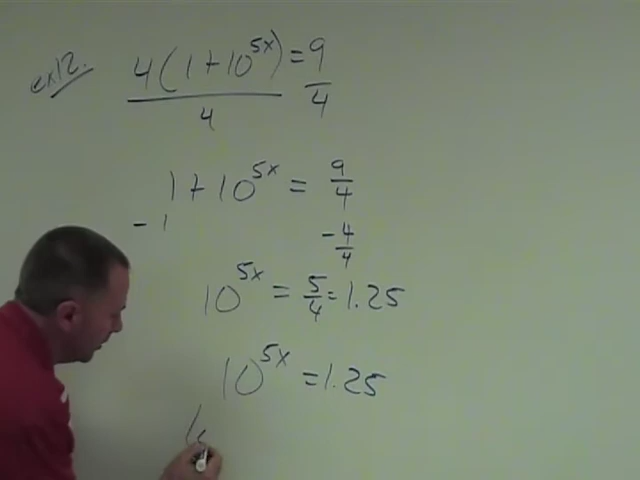 ex12. 4(1+10^5x)/4 = 9/4
1 + 10^5x = 9/4
- 1 - 4/4
10^5x = 5/4 = 1.25
10^5x = 1.25